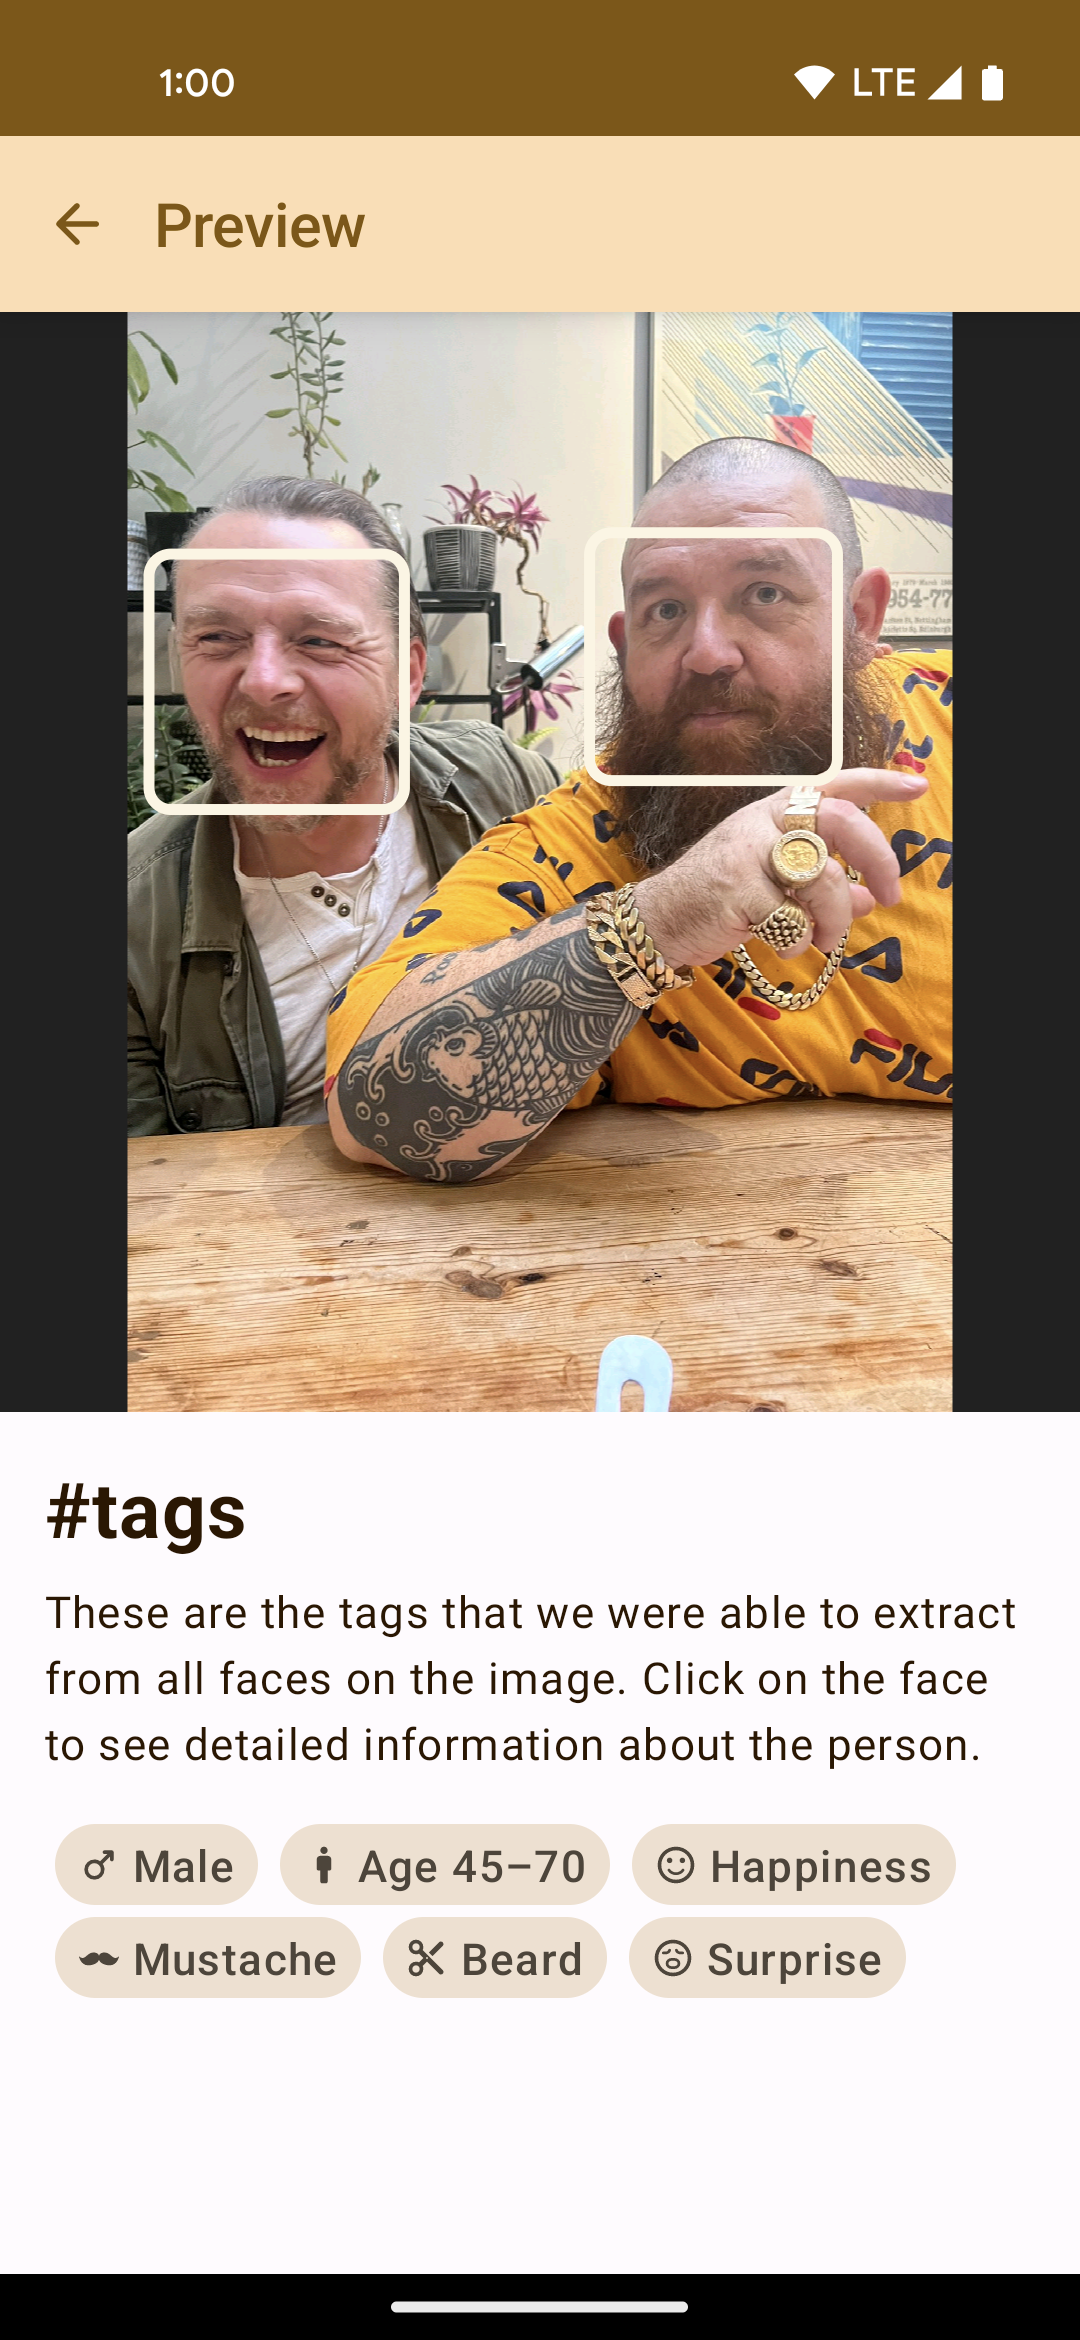 1:00 LTE
Preview
954-77
#tags
These are the tags that we were able to extract
from all faces on the image. Click on the face
to see detailed information about the person.
Male Age 45–70 Happiness
Mustache Beard Surprise